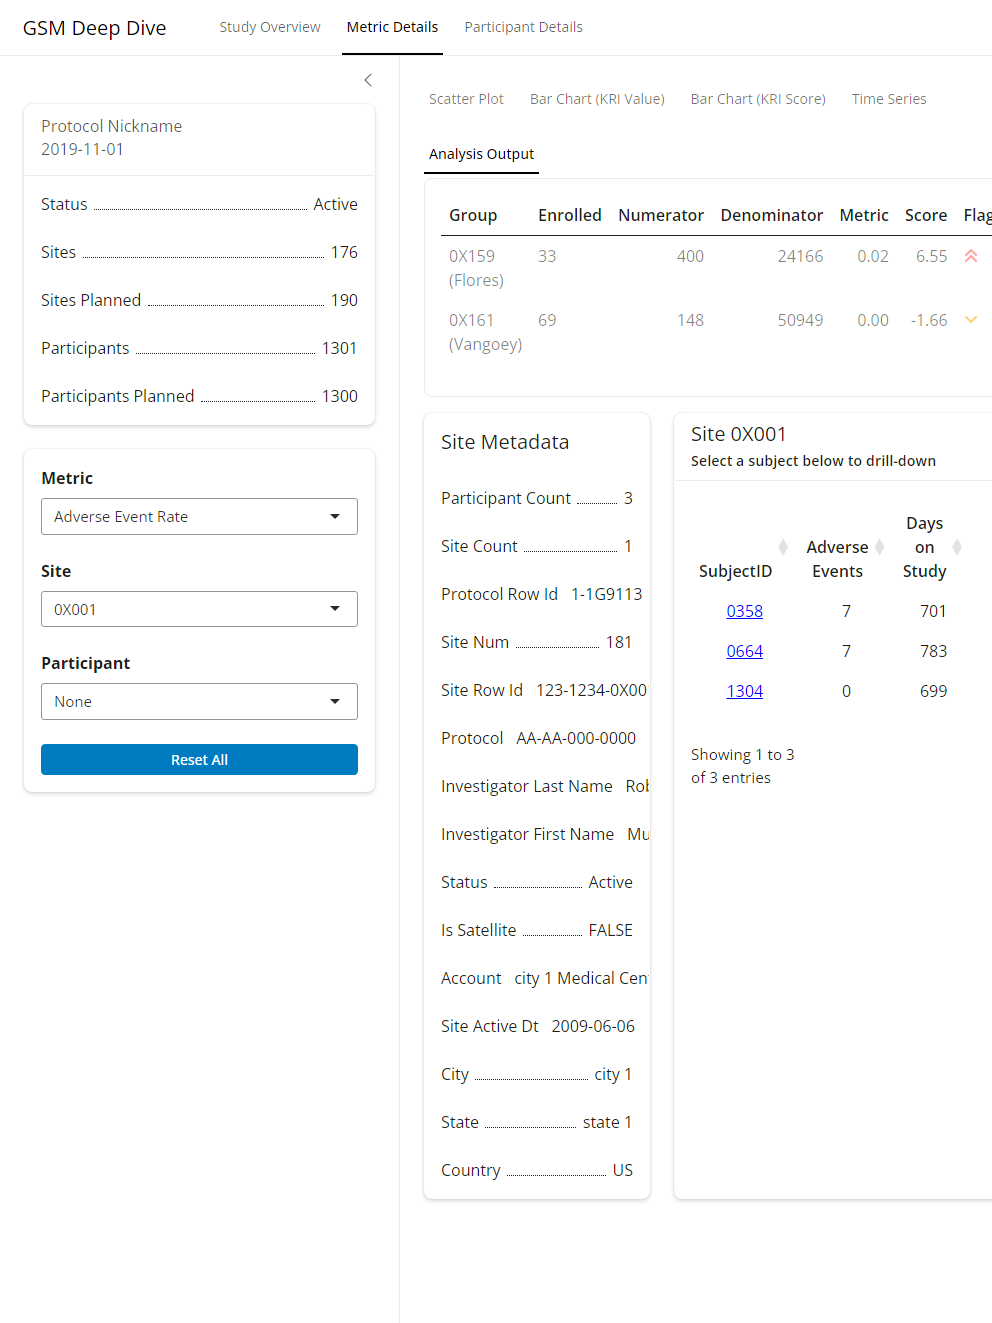 GSM Deep Dive
Study Overview
Metric Details
Participant Details
Protocol Nickname
2019-11-01
Status Active
Sites 176
Sites Planned 190
Participants 1301
Participants Planned 1300
Metric
Adverse Event Rate
Site
0X001
Participant
None
Reset All
Scatter Plot
Bar Chart (KRI Value)
Bar Chart (KRI Score)
Time Series
Analysis Output
Group Enrolled Numerator Denominator Metric Score Flag
0X159 33 400 24166 0.02 6.55
(Flores)
0X161 69 148 50949 0.00 -1.66
(Vangoey)
Site Metadata
Participant Count 3
Site Count 1
Protocol Row Id 1-1G9113
Site Num 181
Site Row Id 123-1234-0X00
Protocol AA-AA-000-0000
Investigator Last Name
Investigator First Name
Status Active
Is Satellite FALSE
Account city 1 Medical
Site Active Dt 2009-06-06
City city 1
State state 1
Country US
Site 0X001
Select a subject below to drill-down
SubjectID
Adverse
Events
Days
on
Study
0358 7 701
0664 7 783
1304 0 699
Showing 1 to 3
of 3 entries